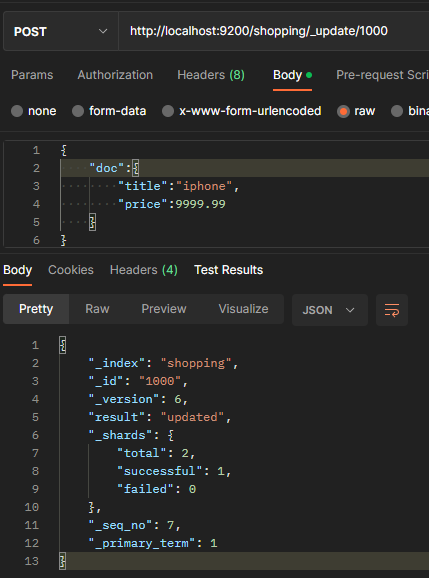 POST http://localhost:9200/shopping/_update/1000
Params Authorization Headers (8) Body Pre-request Scri
none form-data x-www-form-urlencoded raw bina
1 {
2 "doc":{
3 "title":"iphone",
4 "price":9999.99
5 }
6 }
Body Cookies Headers (4) Test Results
Pretty Raw Preview Visualize JSON
1 {
2 "_index": "shopping",
3 "_id": "1000",
4 "_version": 6,
5 "result": "updated",
6 "_shards": {
7 "total": 2,
8 "successful": 1,
9 "failed": 0
10 },
11 "_seq_no": 7,
12 "_primary_term": 1
13 }